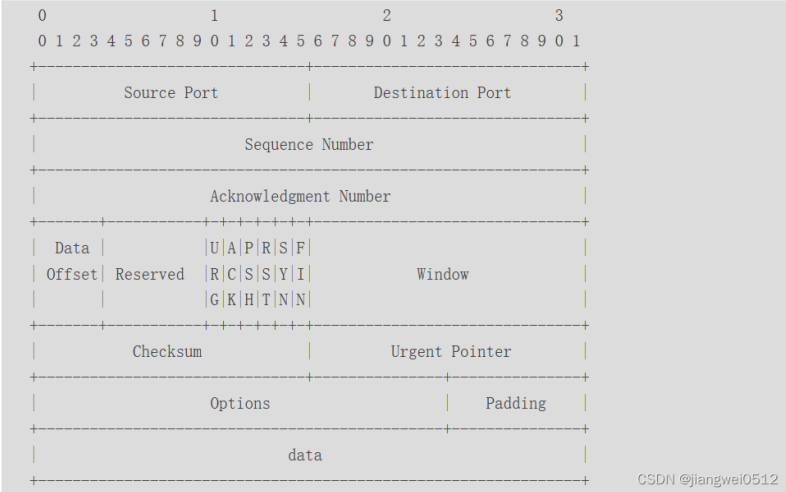 0 1 2 3
0 1 2 3 4 5 6 7 8 9 0 1 2 3 4 5 6 7 8 9 0 1 2 3 4 5 6 7 8 9 0 1
Source Port | Destination Port
Sequence Number
Acknowledgment Number
Data | |U|A|P|R|S|F|
Offset| Reserved |R|C|S|S|Y|I| Window
| |G|K|H|T|N|N|
Checksum | Urgent Pointer
Options | Padding
data
CSDN @jiangwei0512